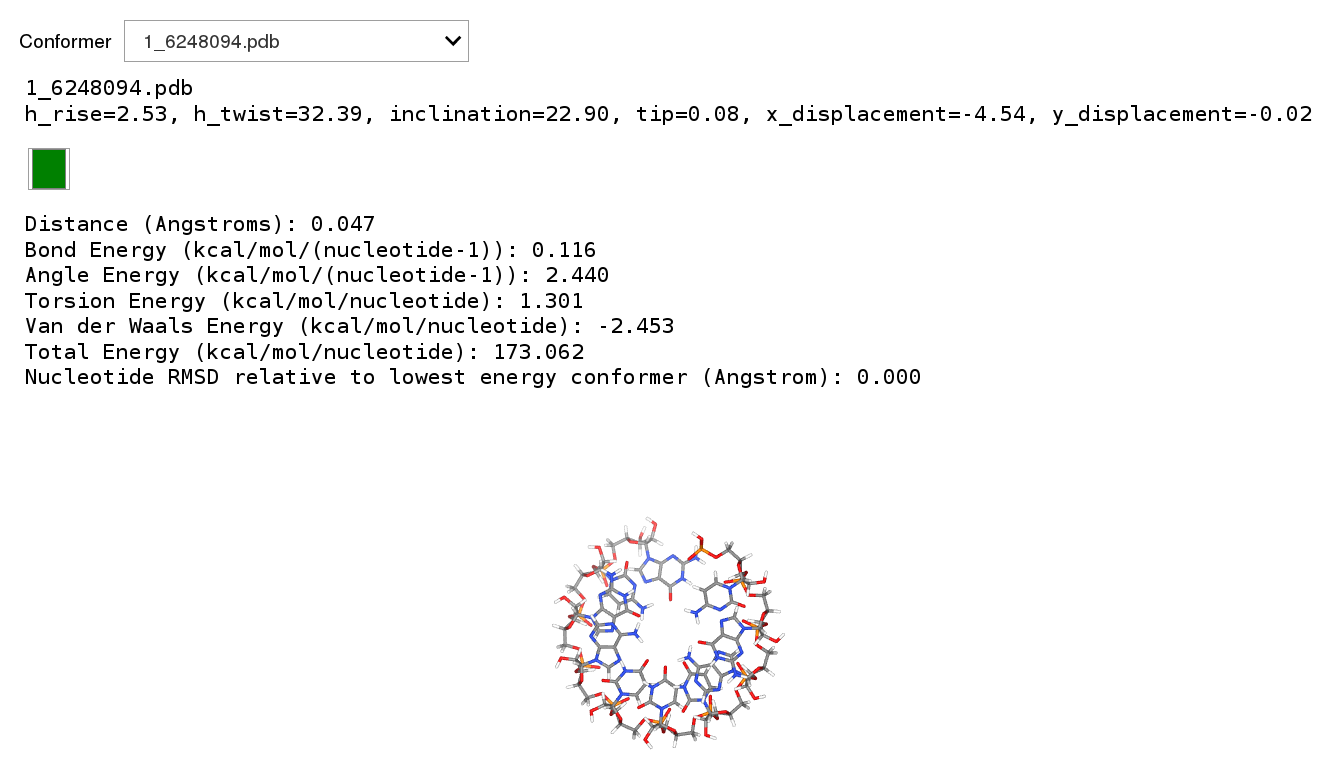 Conformer 1_6248094.pdb
1_6248094.pdb
h_rise=2.53, h_twist=32.39, inclination=22.90, tip=0.08, x_displacement=-4.54, y_displacement=-0.02
Distance (Angstroms): 0.047
Bond Energy (kcal/mol/(nucleotide-1)): 0.116
Angle Energy (kcal/mol/(nucleotide-1)): 2.440
Torsion Energy (kcal/mol/nucleotide): 1.301
Van der Waals Energy (kcal/mol/nucleotide): -2.453
Total Energy (kcal/mol/nucleotide): 173.062
Nucleotide RMSD relative to lowest energy conformer (Angstrom): 0.000